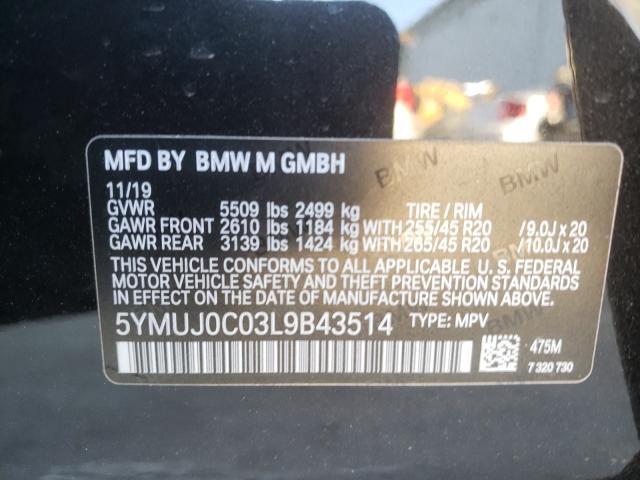 MFD BY BMW M GMBH
11/19
GVWR 5509 lbs 2499 kg TIRE / RIM
GAWR FRONT 2610 lbs 1184 kg WITH 255/45 R20 /9.0J x 20
GAWR REAR 3139 lbs 1424 kg WITH 265/45 R20 /10.0J x 20
THIS VEHICLE CONFORMS TO ALL APPLICABLE U. S. FEDERAL
MOTOR VEHICLE SAFETY AND THEFT PREVENTION STANDARDS
IN EFFECT ON THE DATE OF MANUFACTURE SHOWN ABOVE.
5YMUJ0C03L9B43514 TYPE: MPV
475M
7 320 730
BMW
BMW